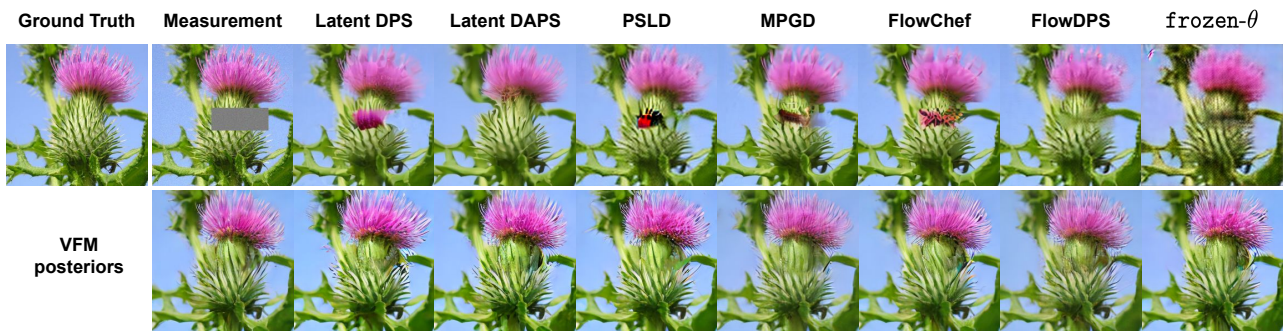 Ground Truth Measurement Latent DPS Latent DAPS PSLD MPGD FlowChef FlowDPS frozen-θ
VFM
posteriors